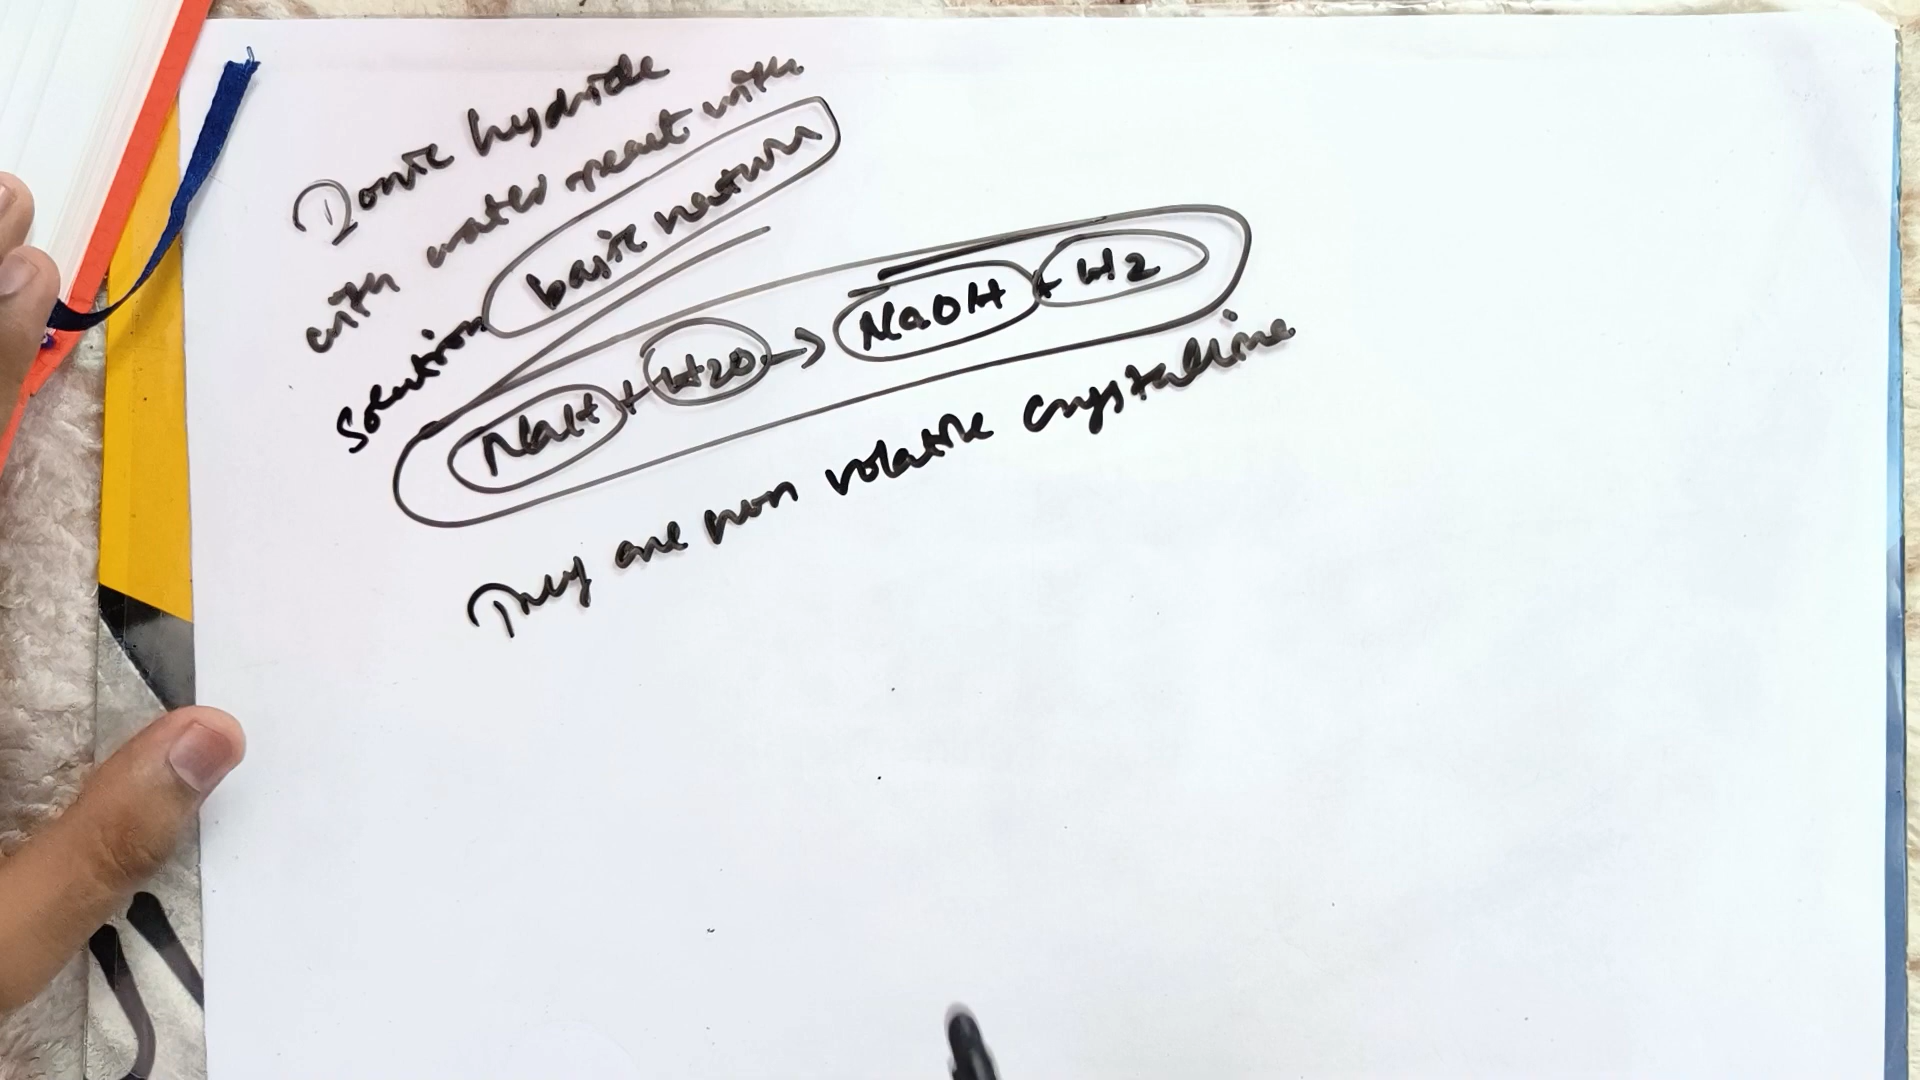 Ionic hydride
with water react with
Solution basic nature
NaH + H2O -> NaOH + H2
They are non volatile crystalline